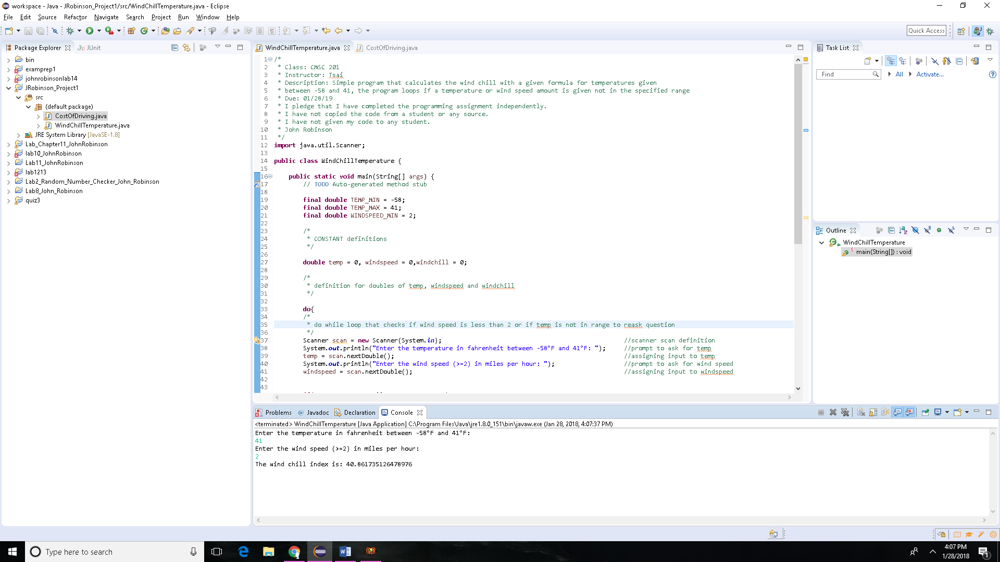 workspace - Java - JRobinson_Project1/src/WindChillTemperature.java - Eclipse
File Edit Source Refactor Navigate Search Project Run Window Help
Quick Access
Package Explorer JUnit
bin
examprep1
johnrobinsonlab14
JRobinson_Project1
src
(default package)
CostOfDriving.java
WindChillTemperature.java
JRE System Library [JavaSE-1.8]
Lab_Chapter11_JohnRobinson
lab10_JohnRobinson
Lab11_JohnRobinson
lab1213
Lab2_Random_Number_Checker_John_Robinson
Lab8_John_Robinson
quiz3
WindChillTemperature.java CostOfDriving.java
1 /*
2  * Class: CMSC 201
3  * Instructor: Tsai
4  * Description: Simple program that calculates the wind chill with a given formula for temperatures given
5  * between -58 and 41, the program loops if a temperature or wind speed amount is given not in the specified range
6  * Due: 01/28/19
7  * I pledge that I have completed the programming assignment independently.
8  * I have not copied the code from a student or any source.
9  * I have not given my code to any student.
10  * John Robinson
11  */
12 import java.util.Scanner;
13
14 public class WindChillTemperature {
15
16     public static void main(String[] args) {
17         // TODO Auto-generated method stub
18
19         final double TEMP_MIN = -58;
20         final double TEMP_MAX = 41;
21         final double WINDSPEED_MIN = 2;
22
23         /*
24          * CONSTANT definitions
25          */
26
27         double temp = 0, windspeed = 0,windchill = 0;
28
29         /*
30          * definition for doubles of temp, windspeed and windchill
31          */
32
33         do{
34         /*
35          * do while loop that checks if wind speed is less than 2 or if temp is not in range to reask question
36          */
37         Scanner scan = new Scanner(System.in); //scanner scan definition
38         System.out.println("Enter the temperature in fahrenheit between -58°F and 41°F: "); //prompt to ask for temp
39         temp = scan.nextDouble(); //assigning input to temp
40         System.out.println("Enter the wind speed (>=2) in miles per hour: "); //prompt to ask for wind speed
41         windspeed = scan.nextDouble(); //assigning input to windspeed
42
43
Task List
Find All Activate...
Outline
WindChillTemperature
main(String[]) : void
Problems @ Javadoc Declaration Console
<terminated> WindChillTemperature [Java Application] C:\Program Files\Java\jre1.8.0_151\bin\javaw.exe (Jan 28, 2018, 4:07:37 PM)
Enter the temperature in fahrenheit between -58°F and 41°F:
41
Enter the wind speed (>=2) in miles per hour:
2
The wind chill index is: 40.861735126478976
Type here to search
4:07 PM
1/28/2018
1